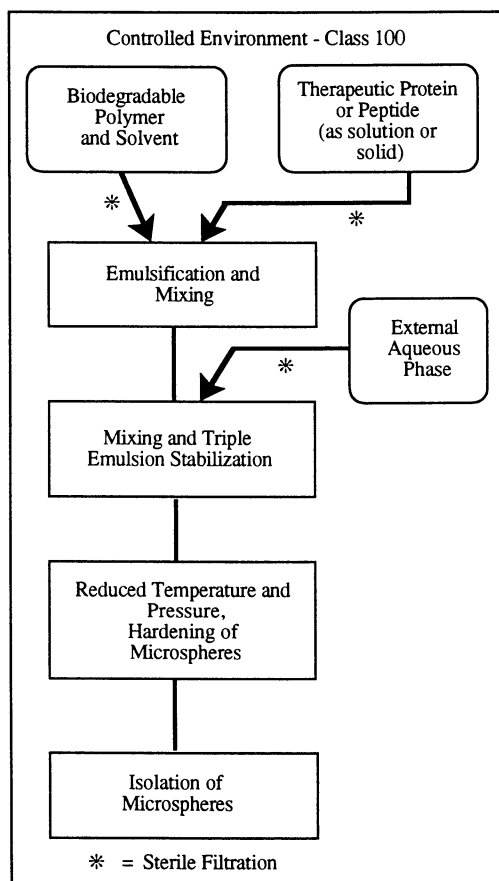 Controlled Environment - Class 100
Biodegradable
Polymer
and Solvent
Therapeutic Protein
or Peptide
(as solution or
solid)
✳
✳
Emulsification and
Mixing
External
Aqueous
Phase
✳
Mixing and Triple
Emulsion Stabilization
Reduced Temperature and
Pressure,
Hardening of
Microspheres
Isolation of
Microspheres
✳ = Sterile Filtration